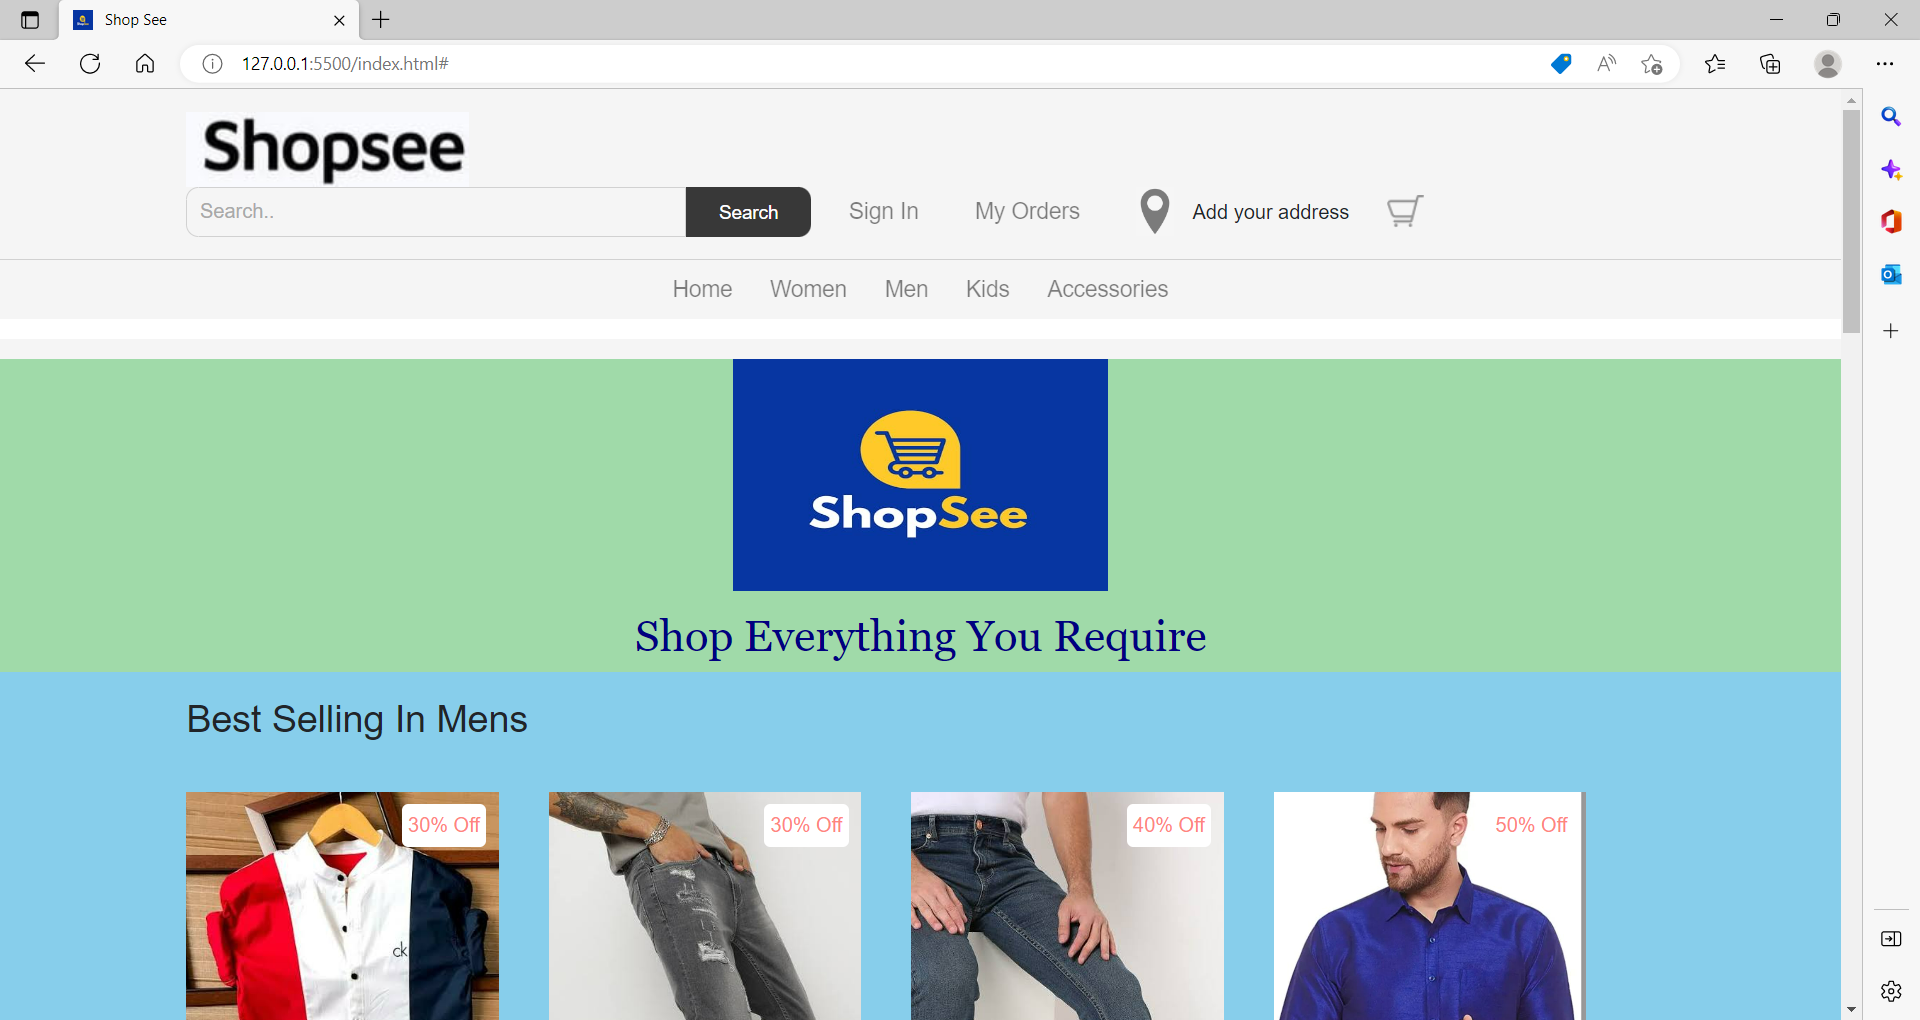 Shop See
127.0.0.1:5500/index.html#
Shopsee
Search..
Search
Sign In
My Orders
Add your address
Home Women Men Kids Accessories
ShopSee
Shop Everything You Require
Best Selling In Mens
30% Off
30% Off
40% Off
50% Off
ck